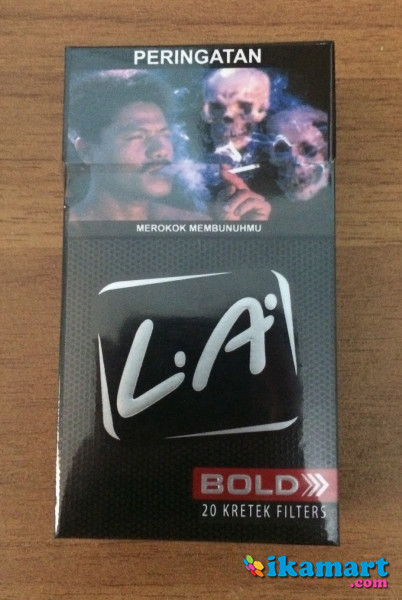 PERINGATAN
MEROKOK MEMBUNUHMU
L.A.
BOLD
20 KRETEK FILTERS
ikamart
.com